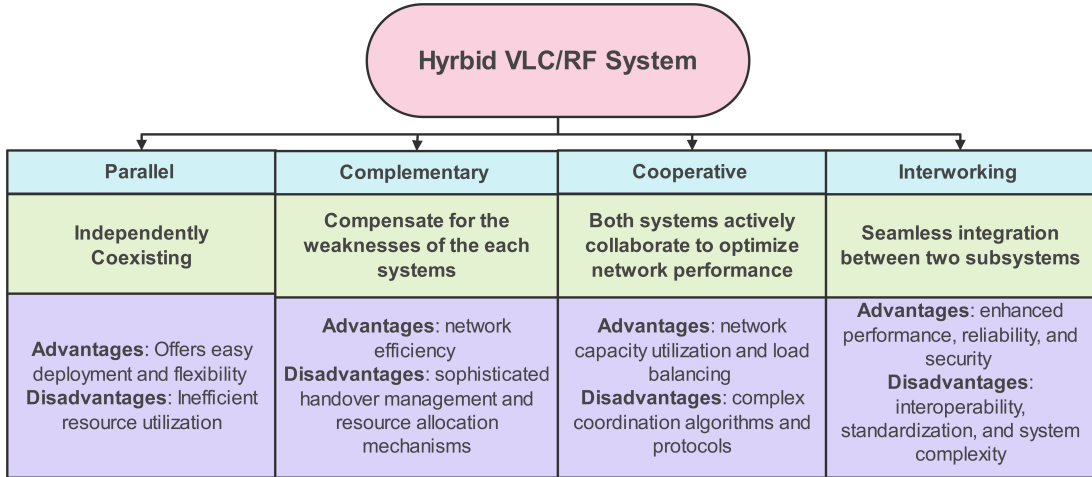 Hyrbid VLC/RF System
Parallel
Independently
Coexisting
Advantages: Offers easy
deployment and flexibility
Disadvantages: Inefficient
resource utilization
Complementary
Compensate for the
weaknesses of the each
systems
Advantages: network
efficiency
Disadvantages: sophisticated
handover management and
resource allocation
mechanisms
Cooperative
Both systems actively
collaborate to optimize
network performance
Advantages: network
capacity utilization and load
balancing
Disadvantages: complex
coordination algorithms and
protocols
Interworking
Seamless integration
between two subsystems
Advantages: enhanced
performance, reliability, and
security
Disadvantages:
interoperability,
standardization, and system
complexity